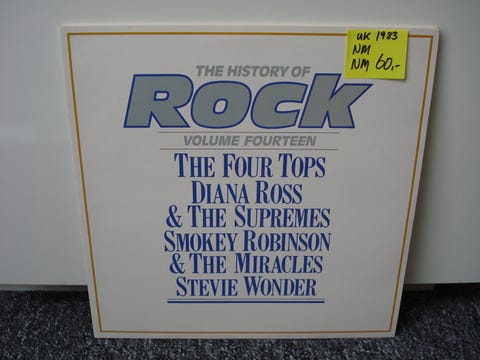 UK 1983
NM
NM 60,-
THE HISTORY OF
ROCK
VOLUME FOURTEEN
THE FOUR TOPS
DIANA ROSS
& THE SUPREMES
SMOKEY ROBINSON
& THE MIRACLES
STEVIE WONDER